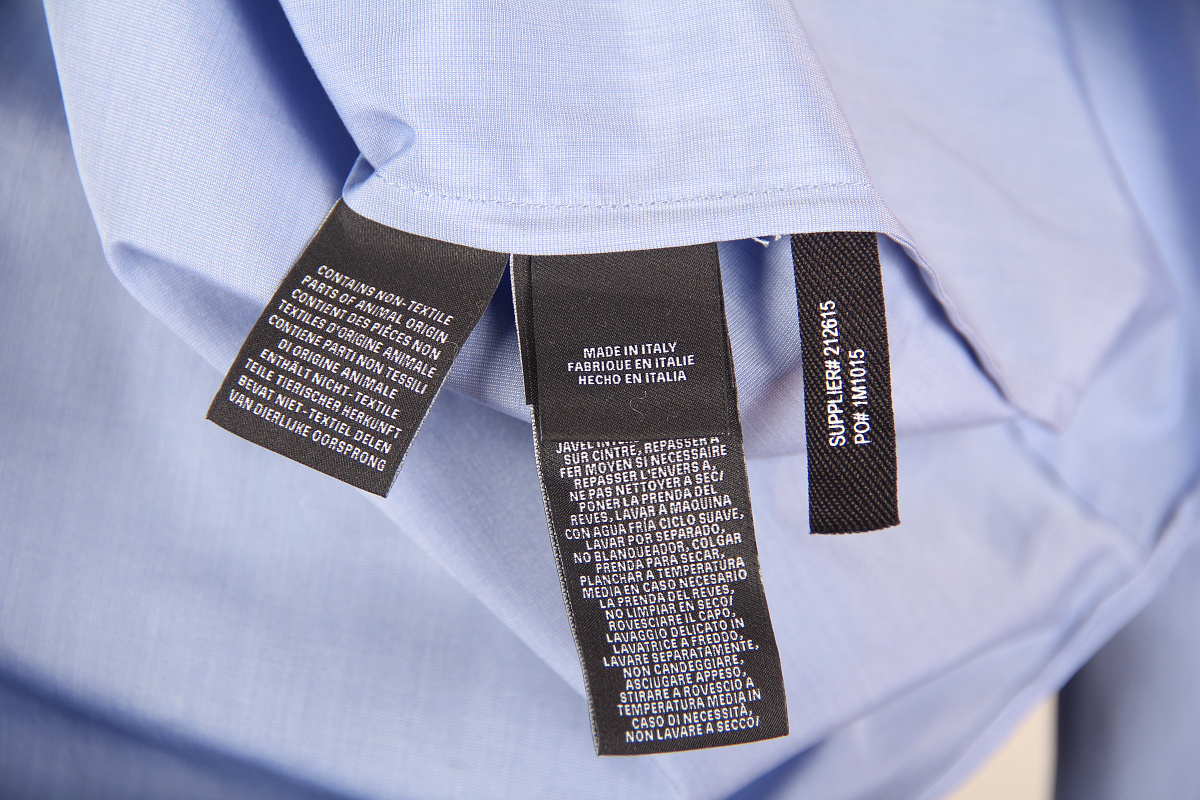 CONTAINS NON-TEXTILE
PARTS OF ANIMAL ORIGIN
CONTIENT DES PIÈCES NON
TEXTILES D'ORIGINE ANIMALE
CONTIENE PARTI NON TESSILI
DI ORIGINE ANIMALE
ENTHÄLT NICHT-TEXTILE
TEILE TIERISCHER HERKUNFT
BEVAT NIET-TEXTIEL DELEN
VAN DIERLIJKE OORSPRONG
MADE IN ITALY
FABRIQUE EN ITALIE
HECHO EN ITALIA
REPASSER A
SUR CINTRE, REPASSER A
FER MOYEN SI NECESSAIRE
REPASSER L'ENVERS A,
NE PAS NETTOYER A SEC/
PONER LA PRENDA DEL
REVES, LAVAR A MAQUINA
CON AGUA FRÍA CICLO SUAVE,
LAVAR POR SEPARADO,
NO BLANQUEADOR, COLGAR
PRENDA PARA SECAR,
PLANCHAR A TEMPERATURA
MEDIA EN CASO NECESARIO
LA PRENDA DEL REVES,
NO LIMPIAR EN SECO/
ROVESCIARE IL CAPO,
LAVAGGIO DELICATO IN
LAVATRICE A FREDDO,
LAVARE SEPARATAMENTE,
NON CANDEGGIARE,
ASCIUGARE APPESO,
STIRARE A ROVESCIO A
TEMPERATURA MEDIA IN
CASO DI NECESSITÀ,
NON LAVARE A SECCO/
SUPPLIER# 212615
PO# 1M1015